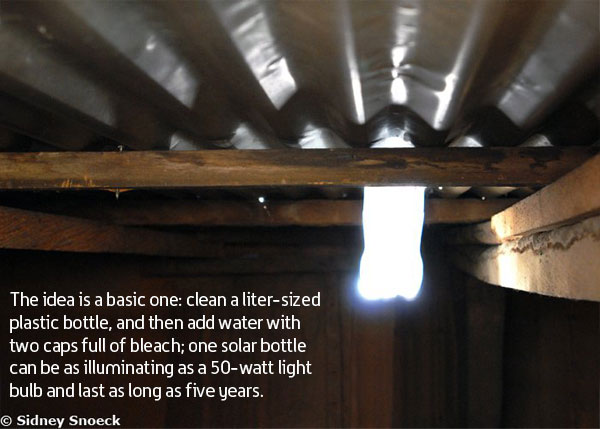 The idea is a basic one: clean a liter-sized
plastic bottle, and then add water with
two caps full of bleach; one solar bottle
can be as illuminating as a 50-watt light
bulb and last as long as five years.
© Sidney Snoeck